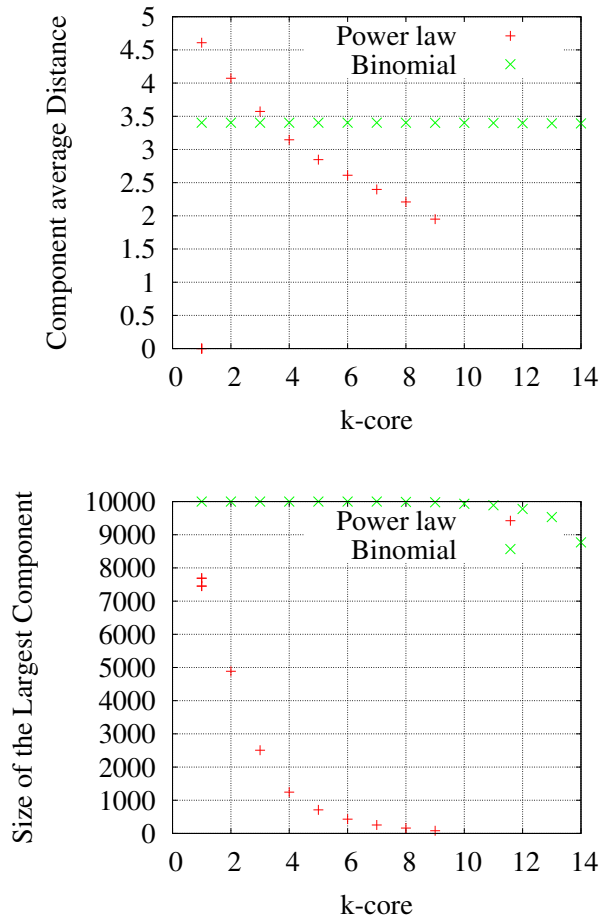 Component average Distance
5
4.5
4
3.5
3
2.5
2
1.5
1
0.5
0
Power law
Binomial
0 2 4 6 8 10 12 14
k-core
Size of the Largest Component
10000
9000
8000
7000
6000
5000
4000
3000
2000
1000
0
Power law
Binomial
0 2 4 6 8 10 12 14
k-core